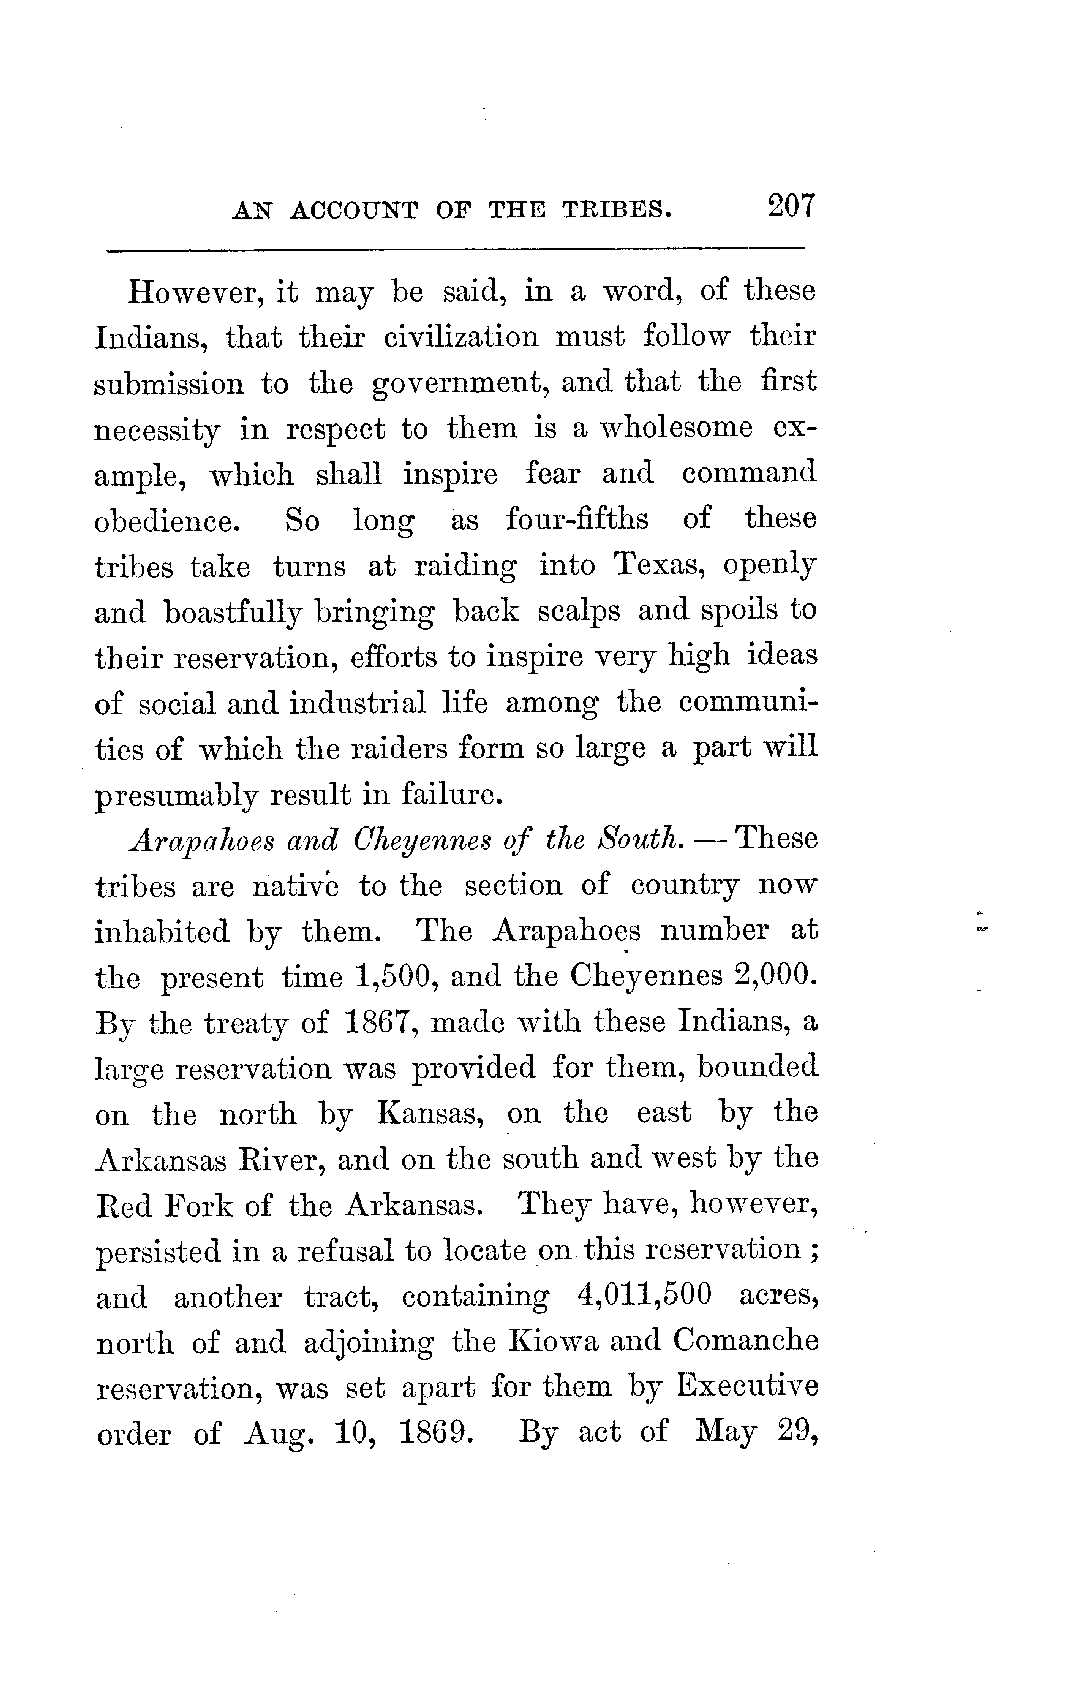 AN ACCOUNT OF THE TRIBES. 207
However, it may be said, in a word, of these
Indians, that their civilization must follow their
submission to the government, and that the first
necessity in respect to them is a wholesome ex-
ample, which shall inspire fear and command
obedience. So long as four-fifths of these
tribes take turns at raiding into Texas, openly
and boastfully bringing back scalps and spoils to
their reservation, efforts to inspire very high ideas
of social and industrial life among the communi-
ties of which the raiders form so large a part will
presumably result in failure.
Arapahoes and Cheyennes of the South. — These
tribes are native to the section of country now
inhabited by them. The Arapahoes number at
the present time 1,500, and the Cheyennes 2,000.
By the treaty of 1867, made with these Indians, a
large reservation was provided for them, bounded
on the north by Kansas, on the east by the
Arkansas River, and on the south and west by the
Red Fork of the Arkansas. They have, however,
persisted in a refusal to locate on this reservation ;
and another tract, containing 4,011,500 acres,
north of and adjoining the Kiowa and Comanche
reservation, was set apart for them by Executive
order of Aug. 10, 1869. By act of May 29,